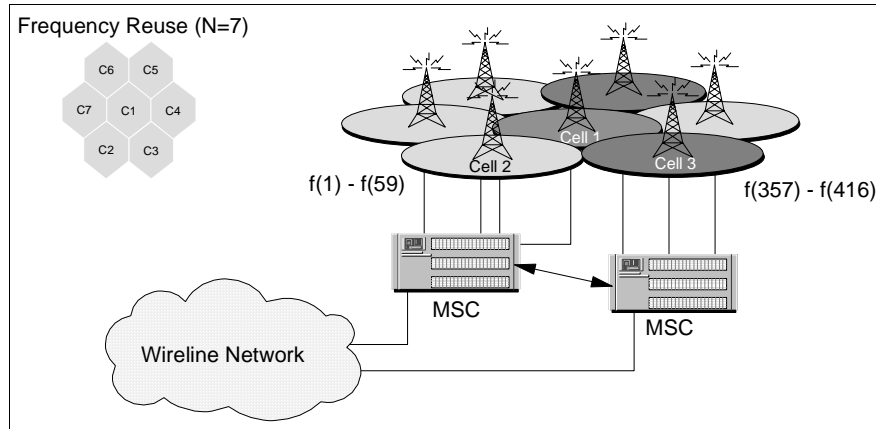 Frequency Reuse (N=7)
C6
C5
C7
C1
C4
C2
C3
Cell 1
Cell 2
Cell 3
f(1) - f(59)
f(357) - f(416)
MSC
MSC
Wireline Network